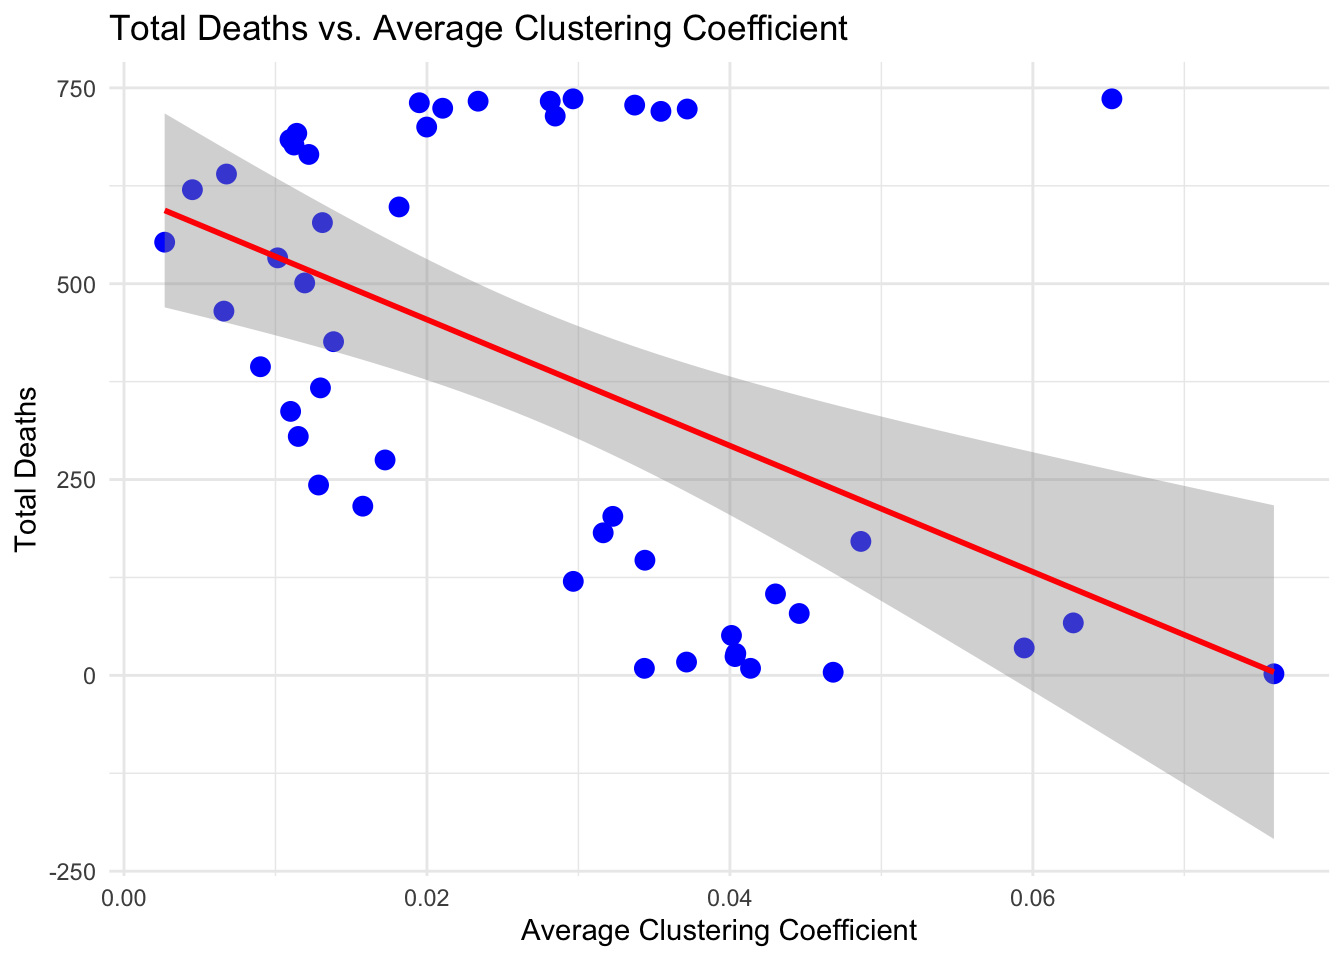 Total Deaths vs. Average Clustering Coefficient
750
500
250
0
-250
Total Deaths
0.00 0.02 0.04 0.06
Average Clustering Coefficient